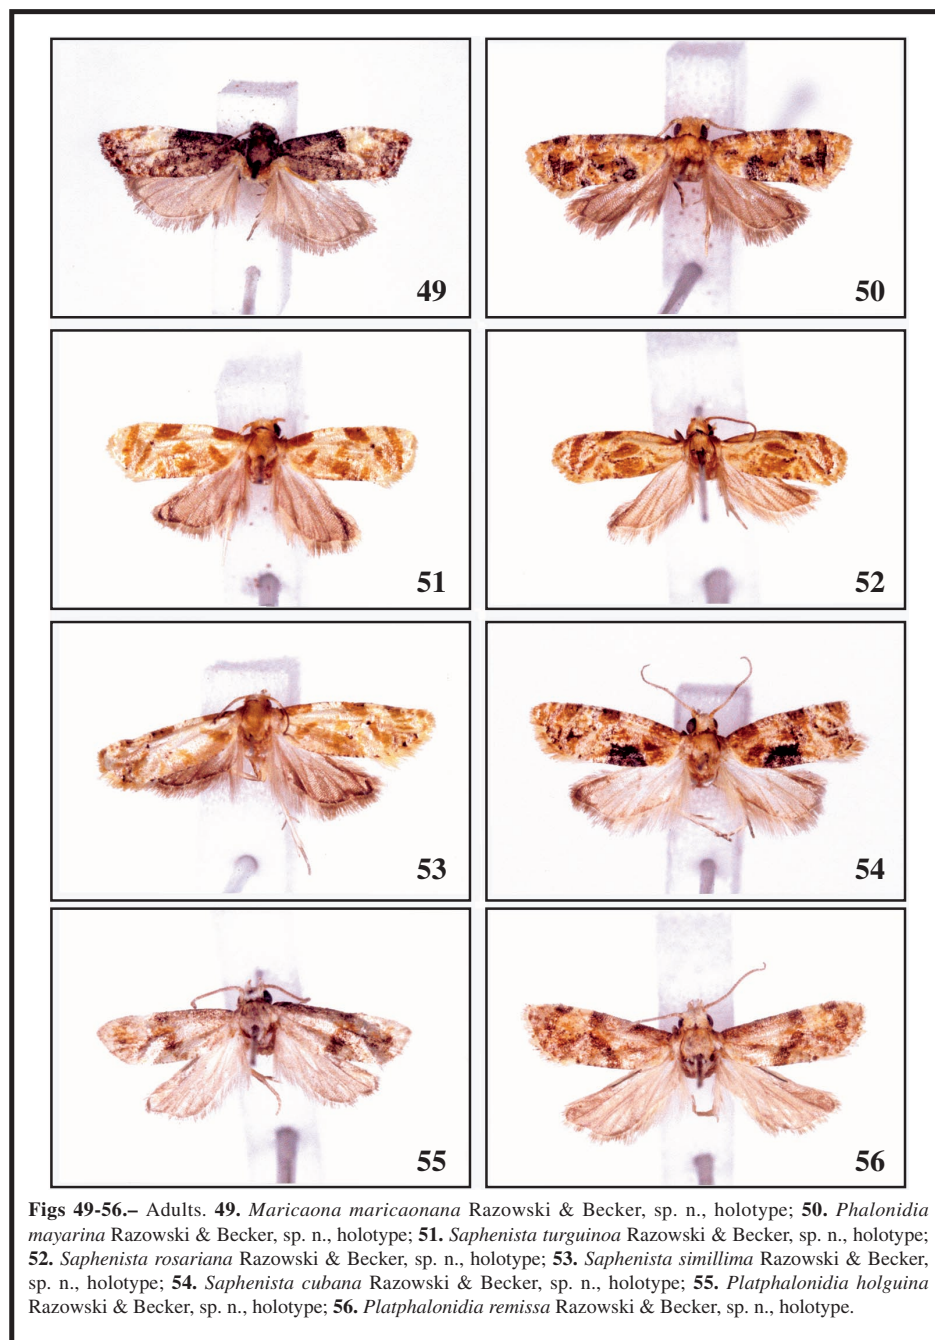 49
50
51
52
53
54
55
56
Figs 49-56.– Adults. 49. Maricaona maricaonana Razowski & Becker, sp. n., holotype; 50. Phalonidia
mayarina Razowski & Becker, sp. n., holotype; 51. Saphenista turguinoa Razowski & Becker, sp. n., holotype;
52. Saphenista rosariana Razowski & Becker, sp. n., holotype; 53. Saphenista simillima Razowski & Becker,
sp. n., holotype; 54. Saphenista cubana Razowski & Becker, sp. n., holotype; 55. Platphalonidia holguina
Razowski & Becker, sp. n., holotype; 56. Platphalonidia remissa Razowski & Becker, sp. n., holotype.